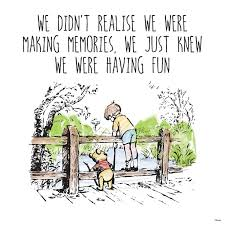 WE DIDN'T REALISE WE WERE
MAKING MEMORIES, WE JUST KNEW
WE WERE HAVING FUN